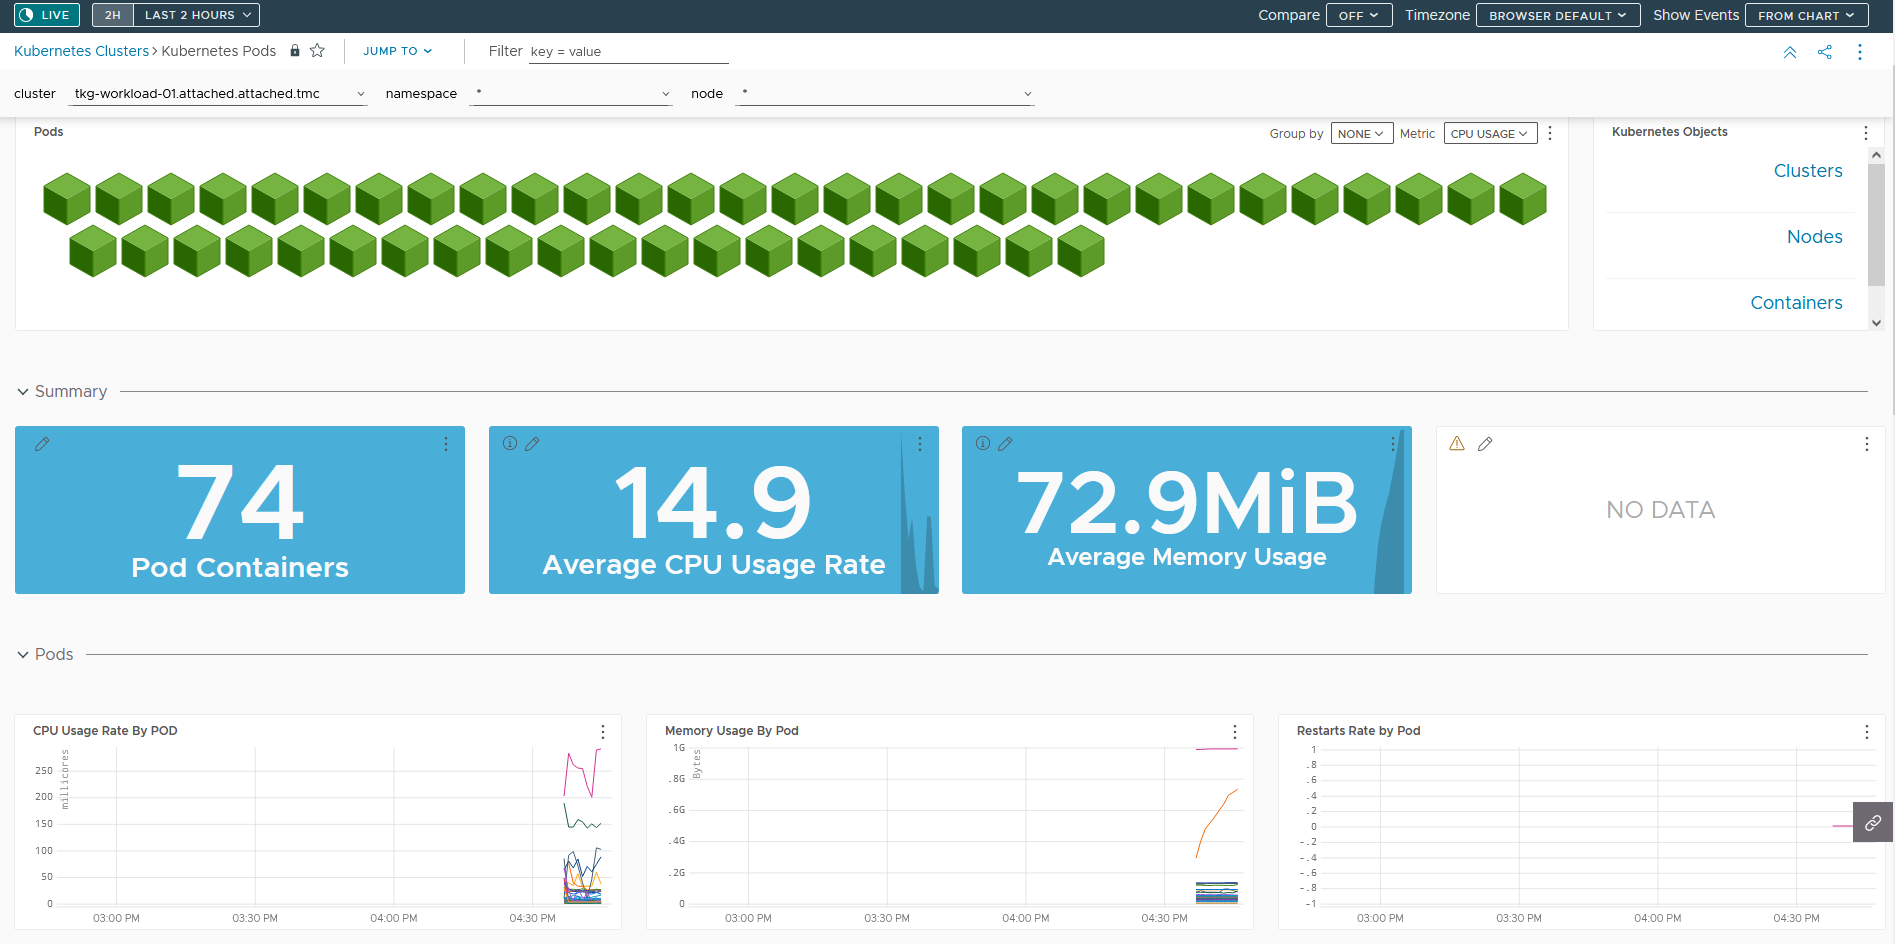 LIVE 2H LAST 2 HOURS Compare OFF Timezone BROWSER DEFAULT Show Events FROM CHART
Kubernetes Clusters > Kubernetes Pods JUMP TO Filter key = value
cluster tkg-workload-01.attached.attached.tmc namespace * node *
Pods Group by NONE Metric CPU USAGE
Kubernetes Objects
Clusters
Nodes
Containers
Summary
74
Pod Containers
14.9
Average CPU Usage Rate
72.9MiB
Average Memory Usage
NO DATA
Pods
CPU Usage Rate By POD
millicores
250
200
150
100
50
0
03:00 PM 03:30 PM 04:00 PM 04:30 PM
Memory Usage By Pod
Bytes
1G
.8G
.6G
.4G
.2G
0
03:00 PM 03:30 PM 04:00 PM 04:30 PM
Restarts Rate by Pod
1
.8
.6
.4
.2
0
-.2
-.4
-.6
-.8
-1
03:00 PM 03:30 PM 04:00 PM 04:30 PM